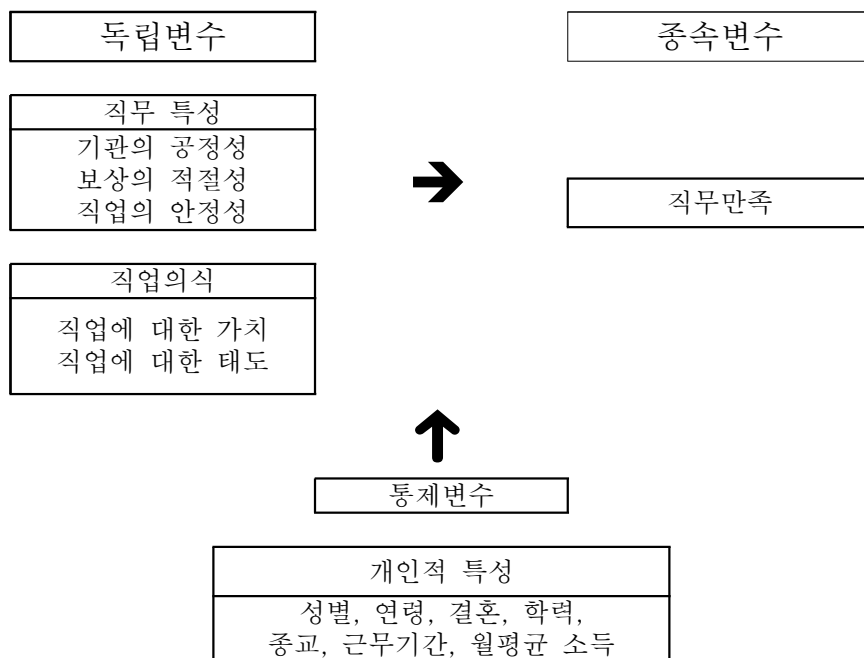 독립변수
종속변수
직무 특성
기관의 공정성
보상의 적절성
직업의 안정성
직무만족
직업의식
직업에 대한 가치
직업에 대한 태도
통제변수
개인적 특성
성별, 연령, 결혼, 학력,
종교, 근무기간, 월평균 소득